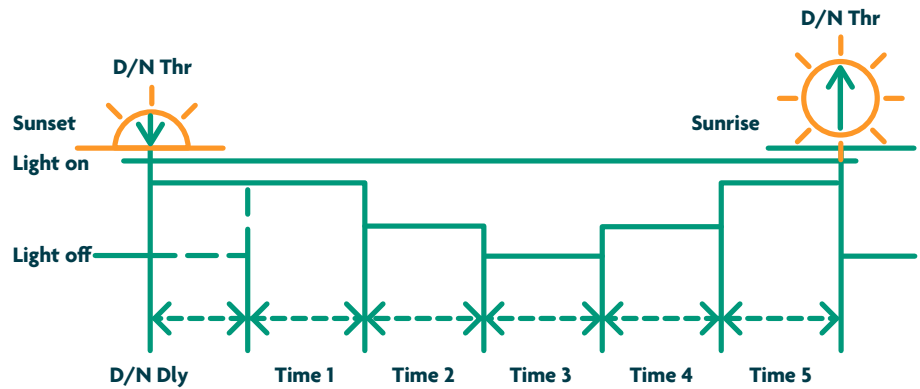 D/N Thr
D/N Thr
Sunset
Sunrise
Light on
Light off
D/N Dly
Time 1
Time 2
Time 3
Time 4
Time 5